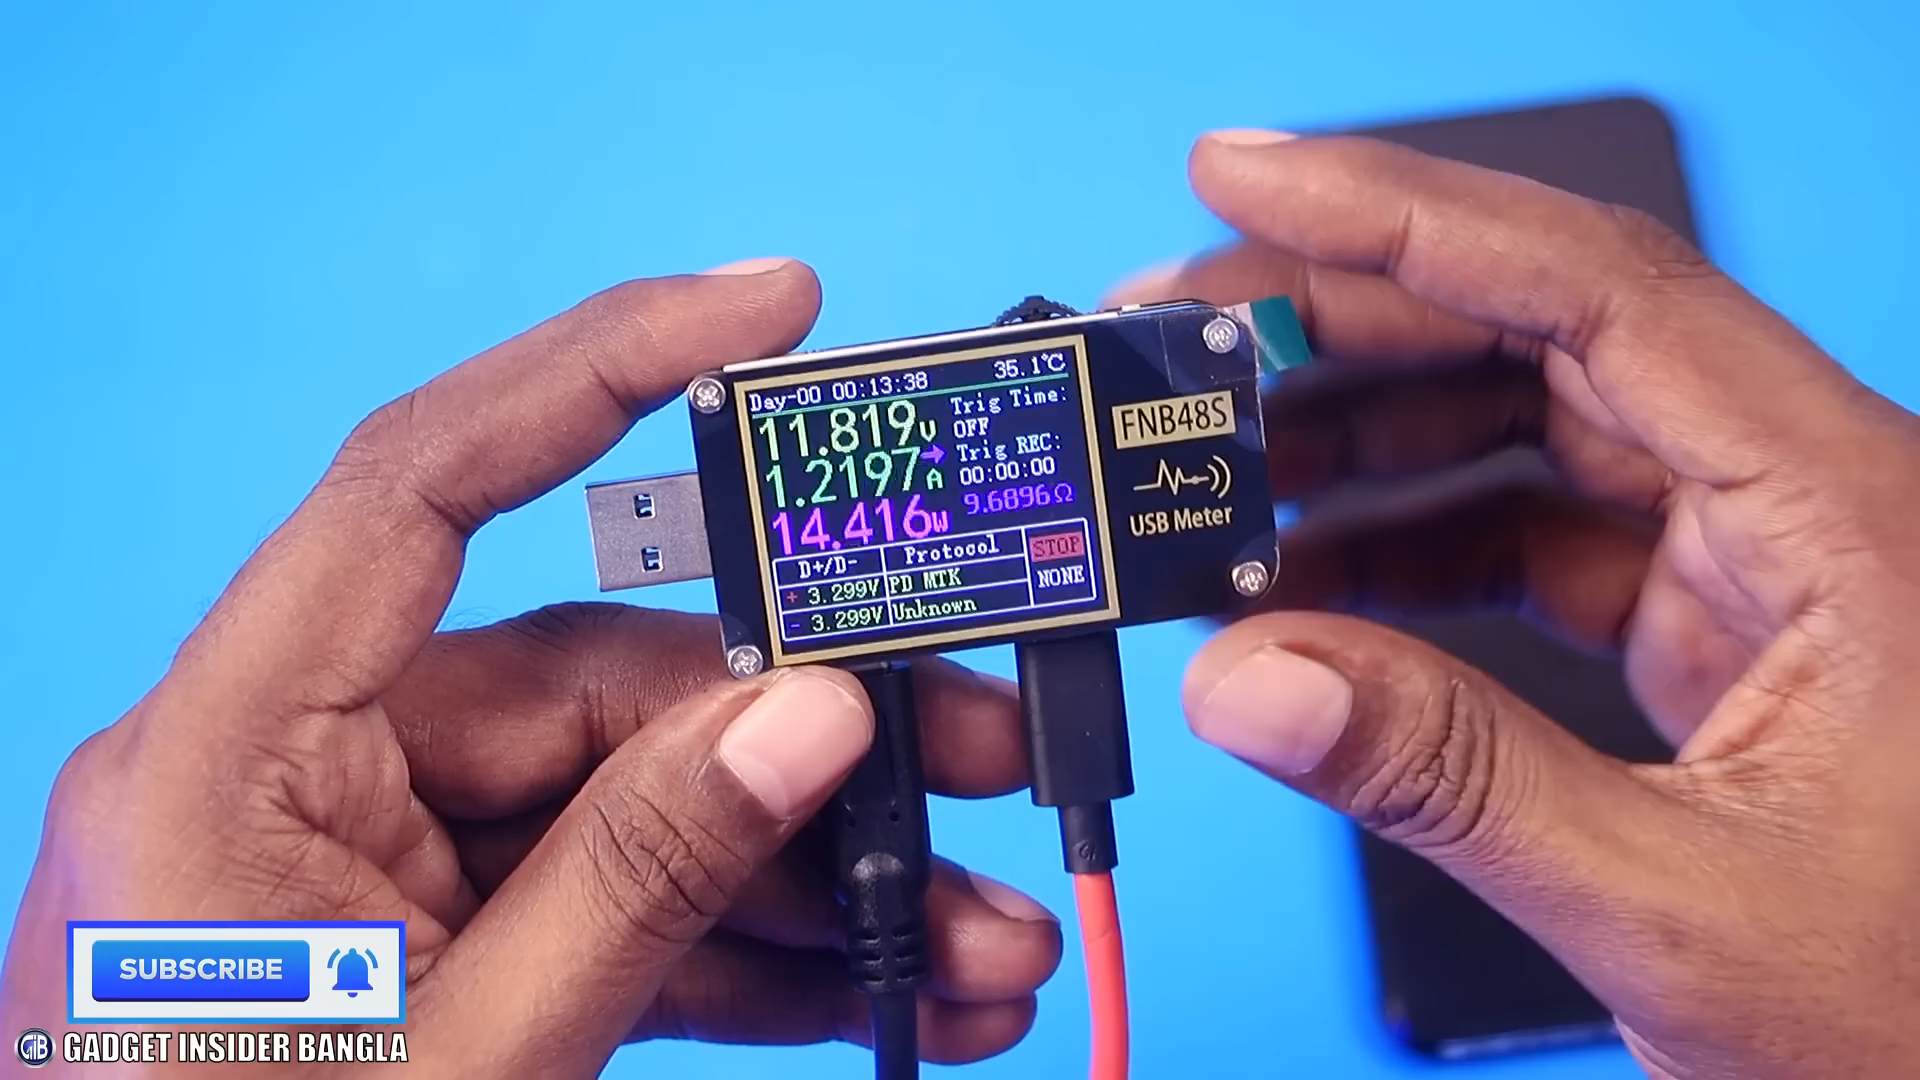 Day-00 00:13:38 35.1℃
11.819V
1.2197A
14.416W
Trig Time:
OFF
Trig REC:
00:00:00
9.6896Ω
D+/D- Protocol STOP
+ 3.299V PD MTK NONE
- 3.299V Unknown
FNB48S
USB Meter
SUBSCRIBE
GIB GADGET INSIDER BANGLA